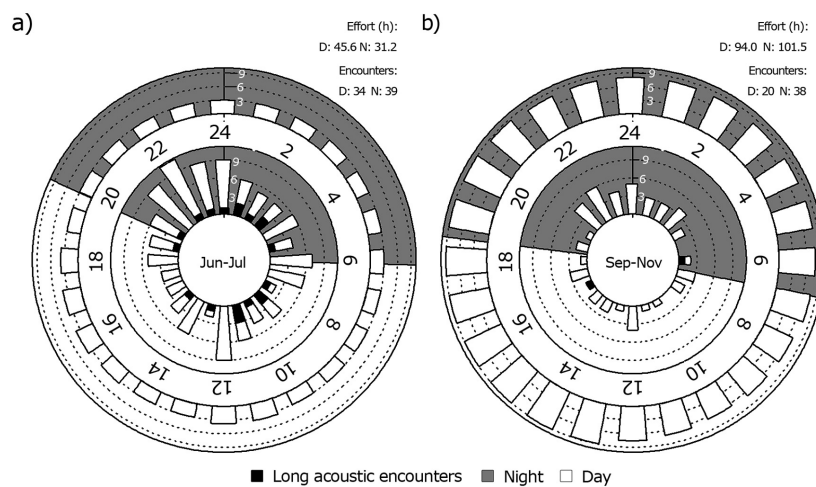 a)
Effort (h):
D: 45.6 N: 31.2
Encounters:
D: 34 N: 39
9
6
3
24
2
4
6
8
10
12
14
16
18
20
22
9
6
3
Jun-Jul
b)
Effort (h):
D: 94.0 N: 101.5
Encounters:
D: 20 N: 38
9
6
3
24
2
4
6
8
10
12
14
16
18
20
22
9
6
3
Sep-Nov
Long acoustic encounters Night Day